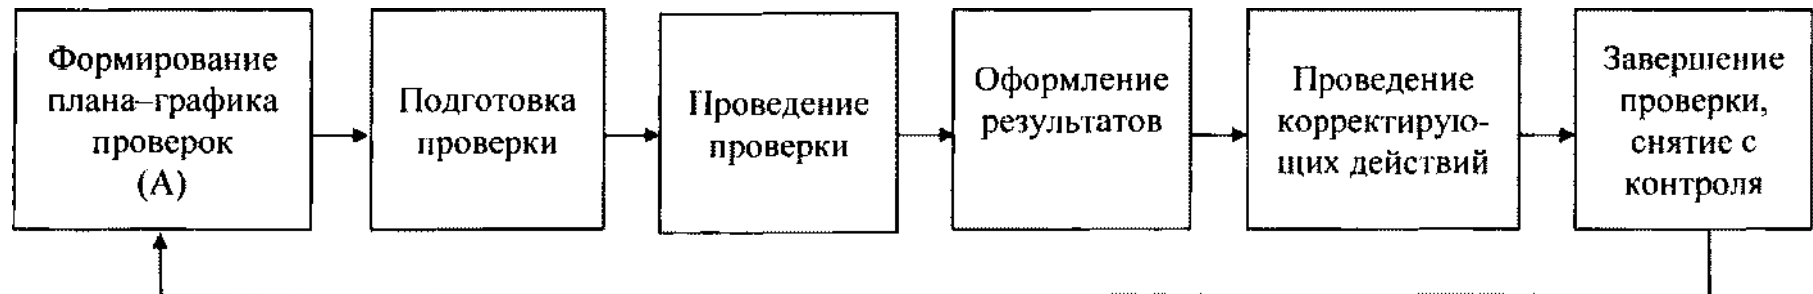 Формирование
плана–графика
проверок
(А)
Подготовка
проверки
Проведение
проверки
Оформление
результатов
Проведение
корректирую-
щих действий
Завершение
проверки,
снятие с
контроля